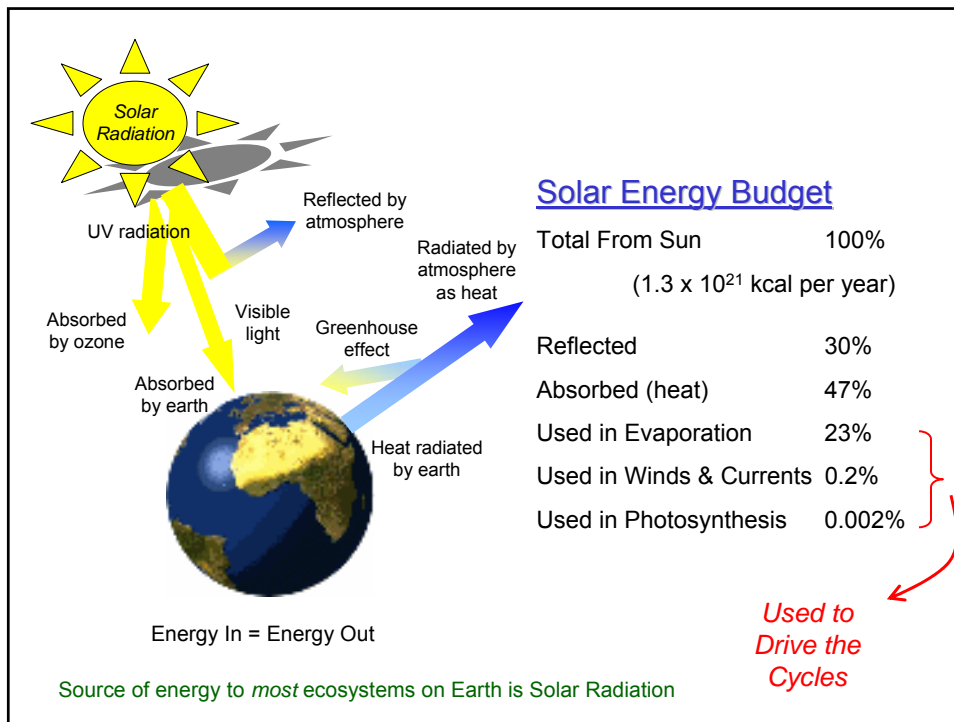 Solar
Radiation
UV radiation
Reflected by
atmosphere
Absorbed
by ozone
Visible
light
Absorbed
by earth
Greenhouse
effect
Radiated by
atmosphere
as heat
Heat radiated
by earth
Energy In = Energy Out
Solar Energy Budget
Total From Sun 100%
(1.3 x 10²¹ kcal per year)
Reflected 30%
Absorbed (heat) 47%
Used in Evaporation 23%
Used in Winds & Currents 0.2%
Used in Photosynthesis 0.002%
Used to
Drive the
Cycles
Source of energy to most ecosystems on Earth is Solar Radiation